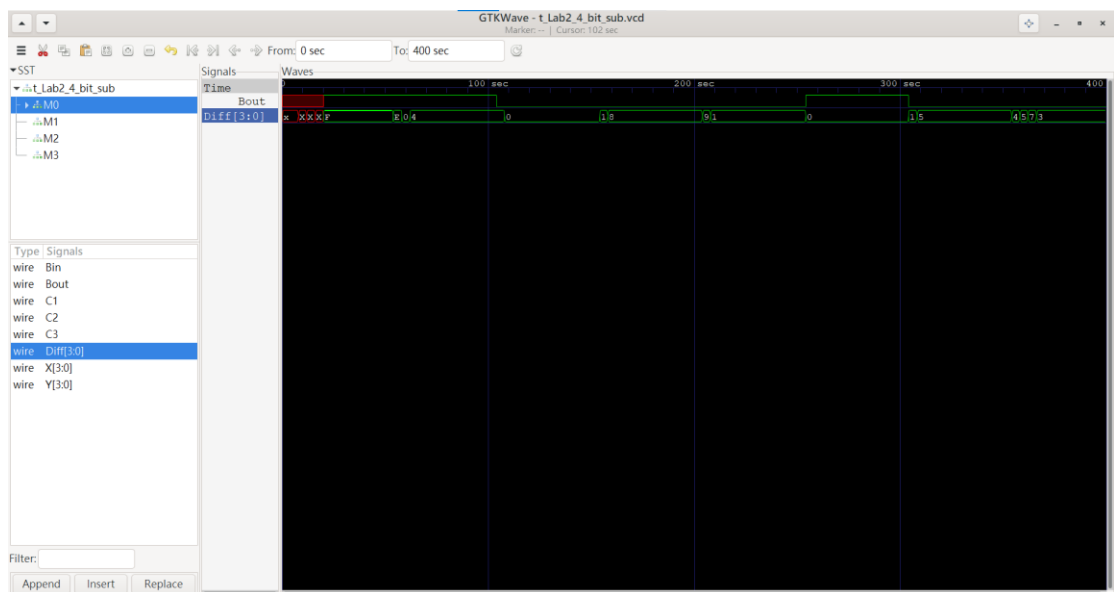 GTKWave - t_Lab2_4_bit_sub.vcd
Marker: -- | Cursor: 102 sec
From: 0 sec To: 400 sec
SST
t_Lab2_4_bit_sub
M0
M1
M2
M3
Type Signals
wire Bin
wire Bout
wire C1
wire C2
wire C3
wire Diff[3:0]
wire X[3:0]
wire Y[3:0]
Filter:
Append Insert Replace
Signals
Time
Bout
Diff[3:0]
Waves
0 100 sec 200 sec 300 sec 400
x X X X F E 0 4 0 1 8 9 1 0 1 5 4 5 7 3